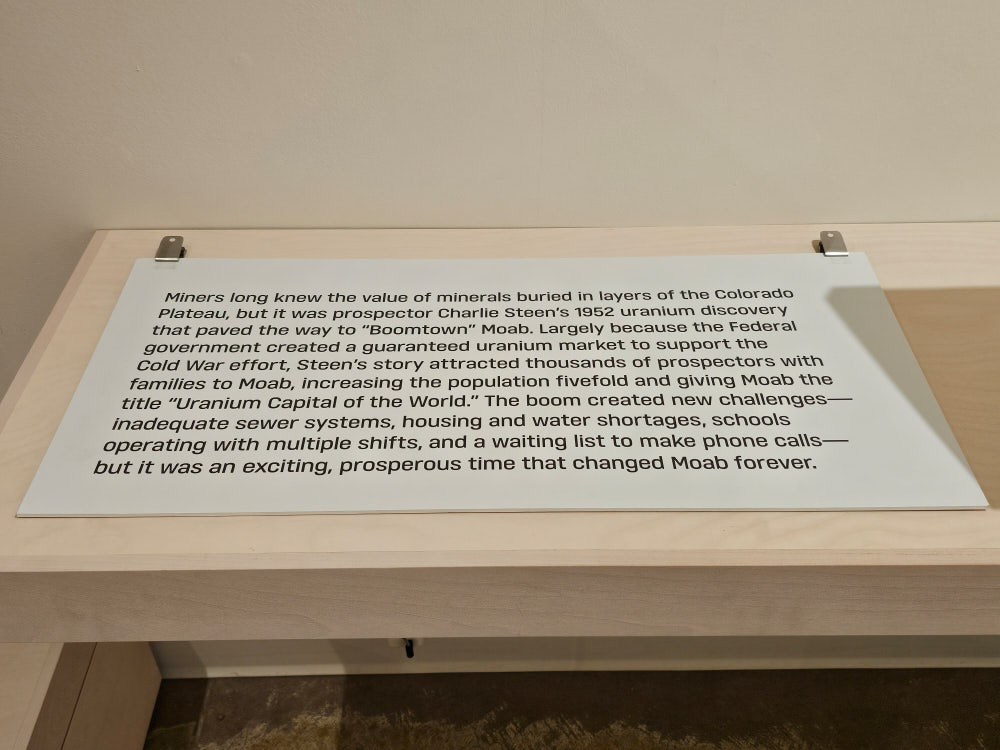 Miners long knew the value of minerals buried in layers of the Colorado
Plateau, but it was prospector Charlie Steen’s 1952 uranium discovery
that paved the way to “Boomtown” Moab. Largely because the Federal
government created a guaranteed uranium market to support the
Cold War effort, Steen’s story attracted thousands of prospectors with
families to Moab, increasing the population fivefold and giving Moab the
title “Uranium Capital of the World.” The boom created new challenges—
inadequate sewer systems, housing and water shortages, schools
operating with multiple shifts, and a waiting list to make phone calls—
but it was an exciting, prosperous time that changed Moab forever.